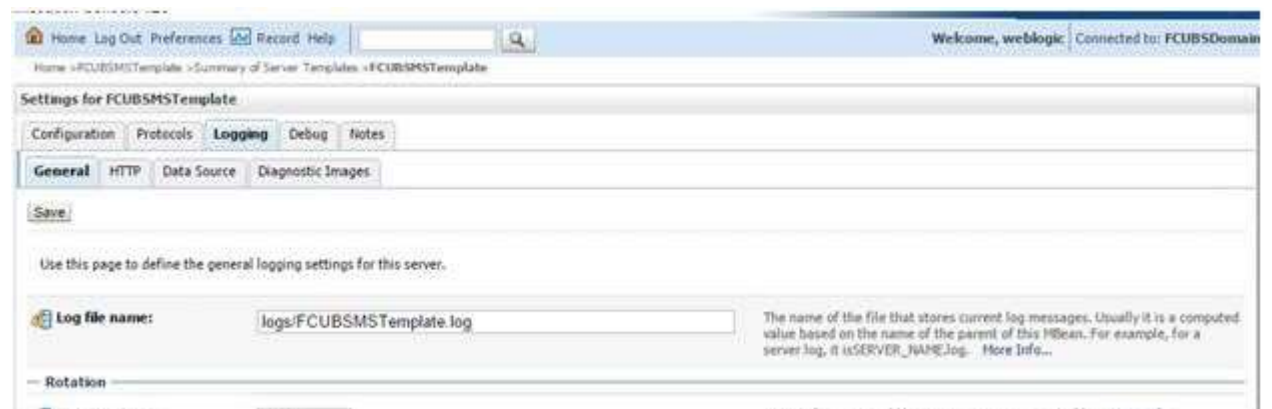 Home Log Out Preferences Record Help
Welcome, weblogic Connected to: FCUBSDomain
Home >FCUBSMSTemplate >Summary of Server Templates >FCUBSMSTemplate
Settings for FCUBSMSTemplate
Configuration Protocols Logging Debug Notes
General HTTP Data Source Diagnostic Images
Save
Use this page to define the general logging settings for this server.
Log file name:
logs/FCUBSMSTemplate.log
The name of the file that stores current log messages. Usually it is a computed
value based on the name of the parent of this MBean. For example, for a
server log, it isSERVER_NAME.log. More Info...
Rotation